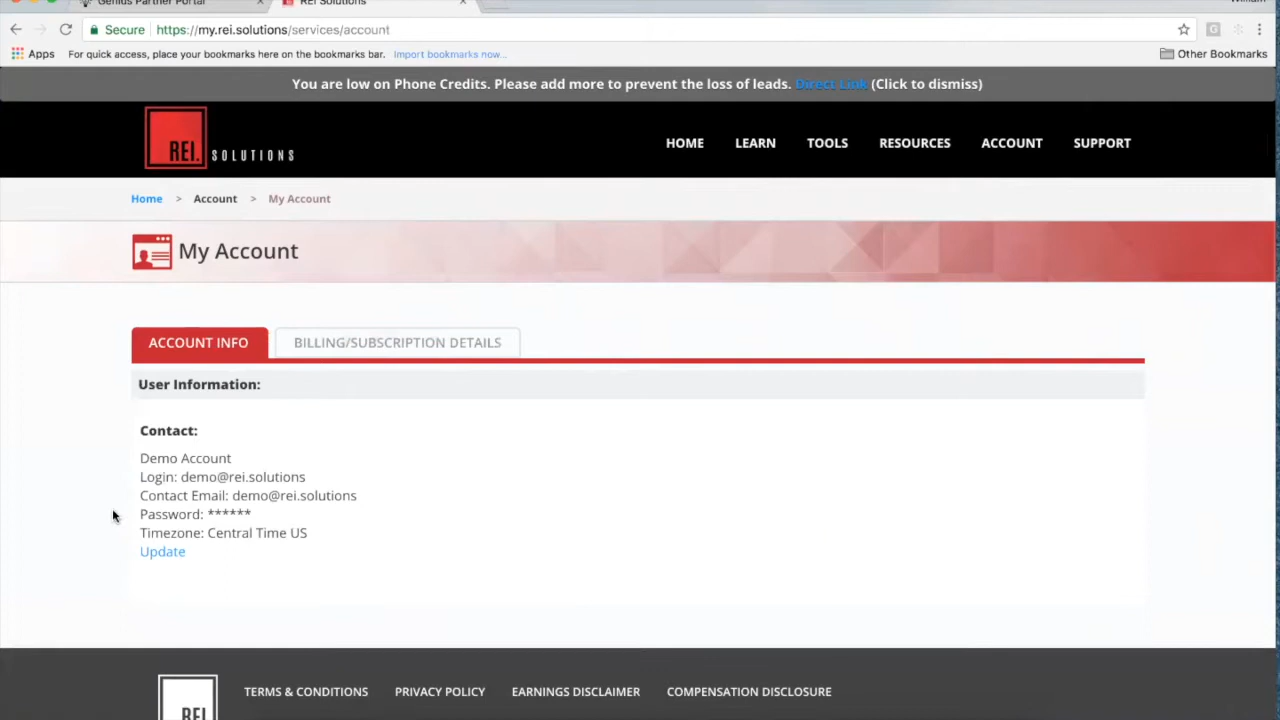 Genius Partner Portal
REI Solutions
William
Secure https://my.rei.solutions/services/account
Apps For quick access, place your bookmarks here on the bookmarks bar. Import bookmarks now... Other Bookmarks
You are low on Phone Credits. Please add more to prevent the loss of leads. Direct Link (Click to dismiss)
REI. SOLUTIONS
HOME LEARN TOOLS RESOURCES ACCOUNT SUPPORT
Home > Account > My Account
My Account
ACCOUNT INFO BILLING/SUBSCRIPTION DETAILS
User Information:
Contact:
Demo Account
Login: demo@rei.solutions
Contact Email: demo@rei.solutions
Password: ******
Timezone: Central Time US
Update
REI.
TERMS & CONDITIONS PRIVACY POLICY EARNINGS DISCLAIMER COMPENSATION DISCLOSURE